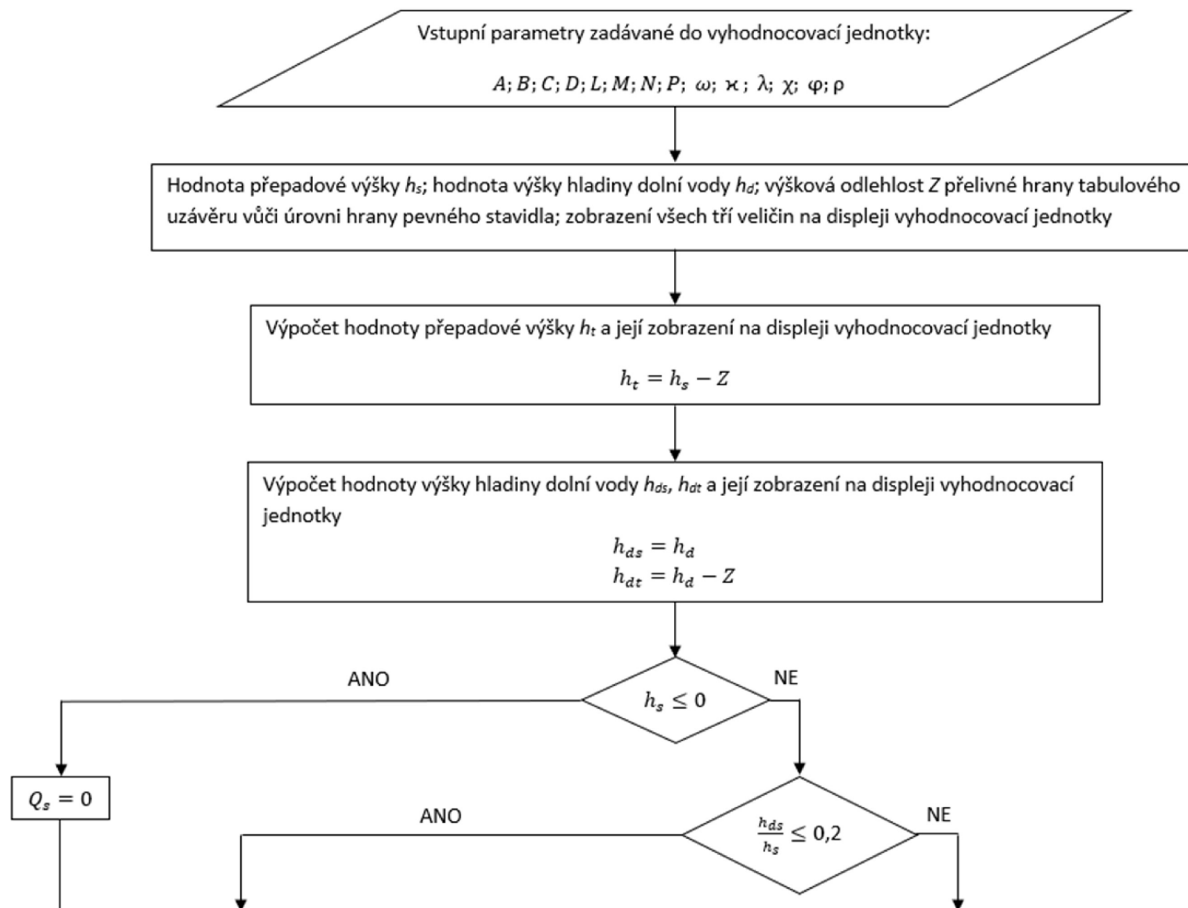 Vstupní parametry zadávané do vyhodnocovací jednotky:
A; B; C; D; L; M; N; P; ω; ϰ; λ; χ; φ; ρ
Hodnota přepadové výšky hs; hodnota výšky hladiny dolní vody hd; výšková odlehlost Z přelivné hrany tabulového
uzávěru vůči úrovni hrany pevného stavidla; zobrazení všech tří veličin na displeji vyhodnocovací jednotky
Výpočet hodnoty přepadové výšky ht a její zobrazení na displeji vyhodnocovací jednotky
ht = hs − Z
Výpočet hodnoty výšky hladiny dolní vody hds, hdt a její zobrazení na displeji vyhodnocovací
jednotky
hds = hd
hdt = hd − Z
ANO
NE
hs ≤ 0
Qs = 0
ANO
NE
hds/hs ≤ 0,2